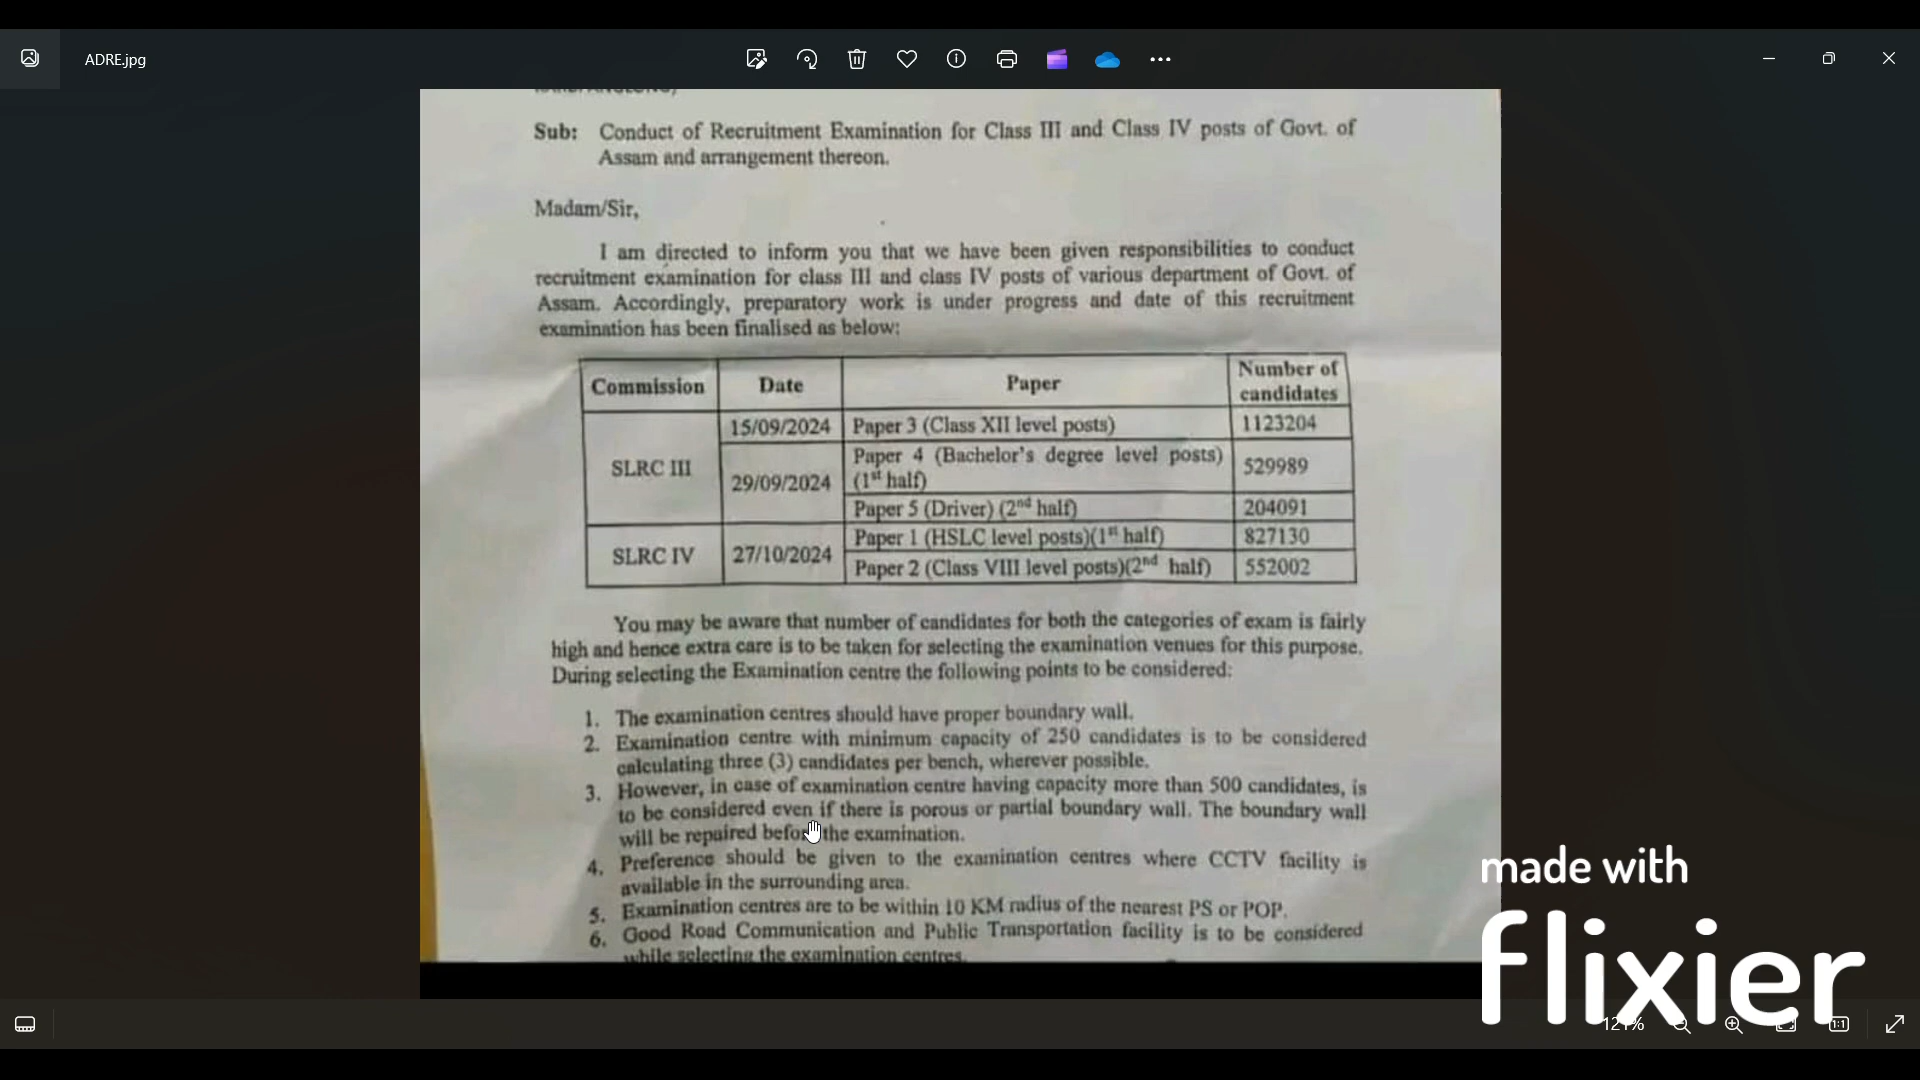 ADRE.jpg
Sub: Conduct of Recruitment Examination for Class III and Class IV posts of Govt. of
Assam and arrangement thereon.
Madam/Sir,
I am directed to inform you that we have been given responsibilities to conduct
recruitment examination for class III and class IV posts of various department of Govt. of
Assam. Accordingly, preparatory work is under progress and date of this recruitment
examination has been finalised as below:
Commission Date Paper Number of
candidates
15/09/2024 Paper 3 (Class XII level posts) 1123204
SLRC III 29/09/2024 Paper 4 (Bachelor's degree level posts) 529989
(1st half)
Paper 5 (Driver) (2nd half) 204091
SLRC IV 27/10/2024 Paper 1 (HSLC level posts)(1st half) 827130
Paper 2 (Class VIII level posts)(2nd half) 552002
You may be aware that number of candidates for both the categories of exam is fairly
high and hence extra care is to be taken for selecting the examination venues for this purpose.
During selecting the Examination centre the following points to be considered:
1. The examination centres should have proper boundary wall.
2. Examination centre with minimum capacity of 250 candidates is to be considered
calculating three (3) candidates per bench, wherever possible.
3. However, in case of examination centre having capacity more than 500 candidates, is
to be considered even if there is porous or partial boundary wall. The boundary wall
will be repaired before the examination.
4. Preference should be given to the examination centres where CCTV facility is
available in the surrounding area.
5. Examination centres are to be within 10 KM radius of the nearest PS or POP.
6. Good Road Communication and Public Transportation facility is to be considered
while selecting the examination centres.
made with
flixier
121%
1:1